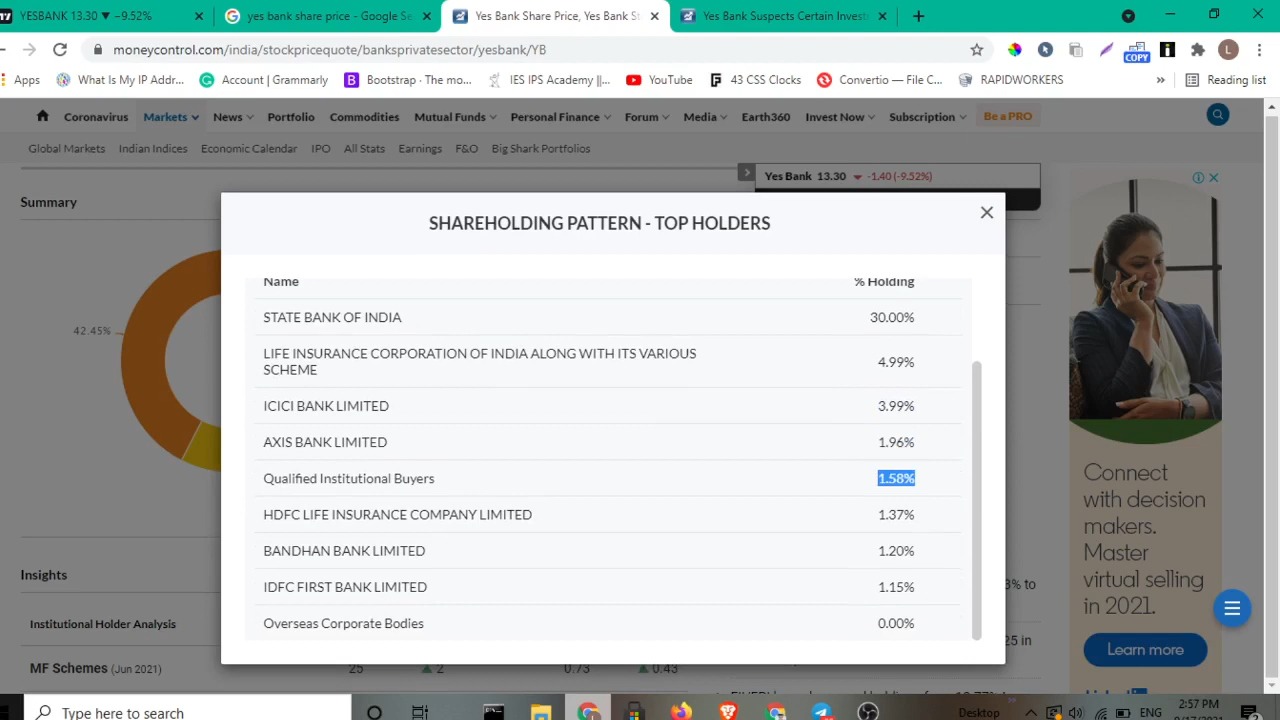 YESBANK 13.30 ▼ −9.52%
yes bank share price - Google Se
Yes Bank Share Price, Yes Bank St
Yes Bank Suspects Certain Invest
moneycontrol.com/india/stockpricequote/banksprivatesector/yesbank/YB
COPY
L
Apps
What Is My IP Addr...
Account | Grammarly
Bootstrap · The mo...
IES IPS Academy ||...
YouTube
43 CSS Clocks
Convertio — File C...
RAPIDWORKERS
Reading list
Coronavirus
Markets
News
Portfolio
Commodities
Mutual Funds
Personal Finance
Forum
Media
Earth360
Invest Now
Subscription
Be a PRO
Global Markets
Indian Indices
Economic Calendar
IPO
All Stats
Earnings
F&O
Big Shark Portfolios
Yes Bank 13.30 ▼ -1.40 (-9.52%)
Summary
42.45%
SHAREHOLDING PATTERN - TOP HOLDERS
Name % Holding
STATE BANK OF INDIA 30.00%
LIFE INSURANCE CORPORATION OF INDIA ALONG WITH ITS VARIOUS
SCHEME 4.99%
ICICI BANK LIMITED 3.99%
AXIS BANK LIMITED 1.96%
Qualified Institutional Buyers 1.58%
HDFC LIFE INSURANCE COMPANY LIMITED 1.37%
BANDHAN BANK LIMITED 1.20%
IDFC FIRST BANK LIMITED 1.15%
Overseas Corporate Bodies 0.00%
Insights
Institutional Holder Analysis
MF Schemes (Jun 2021) 25 ▲ 2 0.73 ▲ 0.43
% to
25 in
Connect
with decision
makers.
Master
virtual selling
in 2021.
Learn more
Type here to search
Desktop
ENG
2:57 PM
2